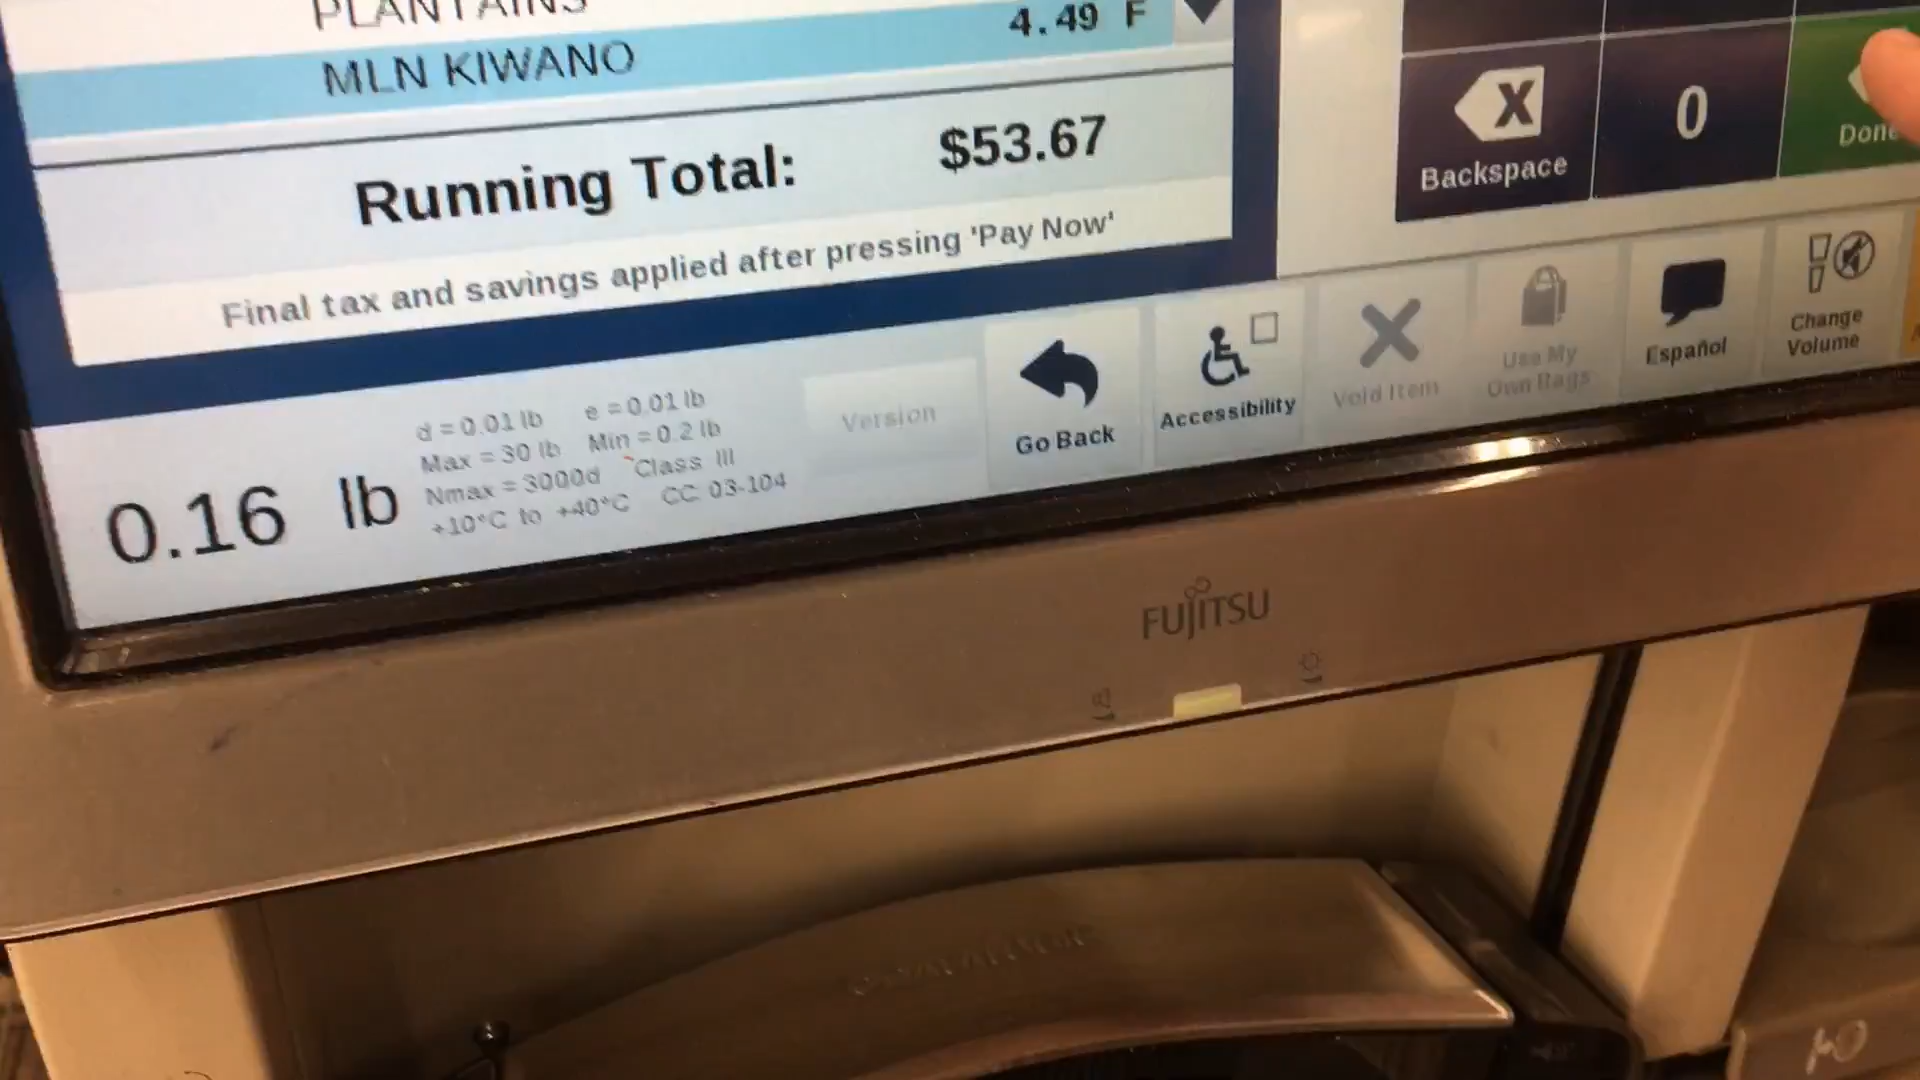 PLANTAINS
MLN KIWANO 4.49 F
Running Total: $53.67
Final tax and savings applied after pressing 'Pay Now'
Backspace
0
Done
0.16 lb
d = 0.01 lb e = 0.01 lb
Max = 30 lb Min = 0.2 lb
Nmax = 3000d Class III
+10°C to +40°C CC 03-104
Version
Go Back
Accessibility
Void Item
Use My
Own Bags
Español
Change
Volume
FUJITSU